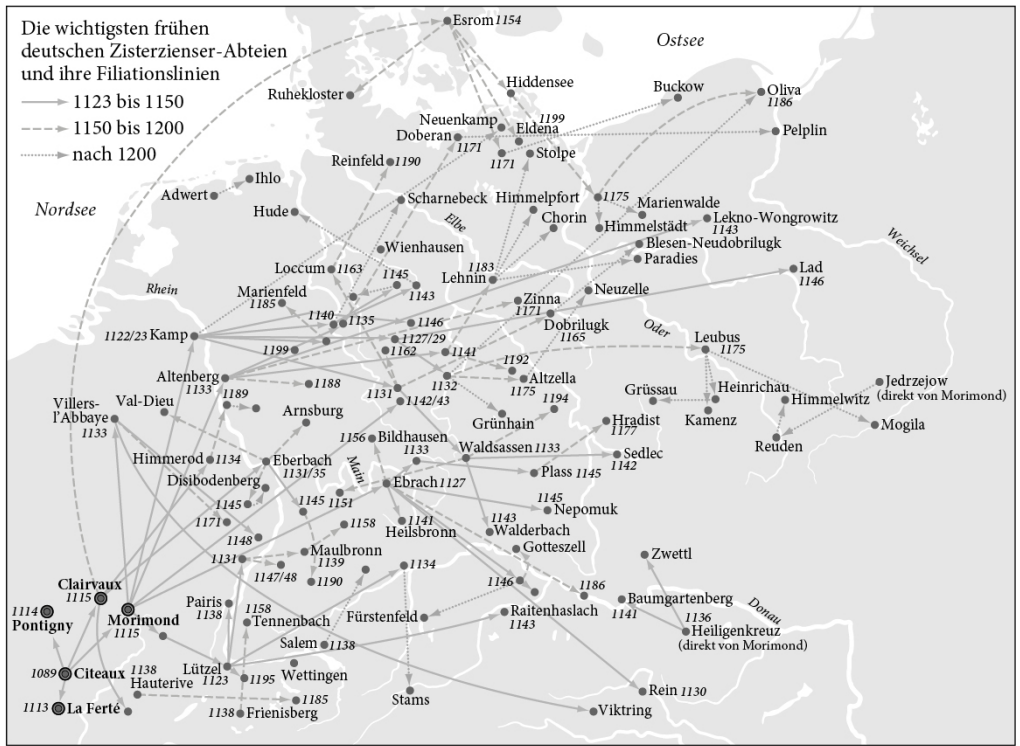 Die wichtigsten frühen
deutschen Zisterzienser-Abteien
und ihre Filiationslinien
1123 bis 1150
1150 bis 1200
nach 1200
Esrom 1154
Ostsee
Ruhekloster
Hiddensee
Buckow
Oliva
1186
Neuenkamp
Eldena
1199
Doberan
1171
Pelplin
Reinfeld
1190
1171
Stolpe
Adwert
Ihlo
Nordsee
Hude
Scharnebeck
Himmelpfort
1175
Marienwalde
Elbe
Chorin
Himmelstädt
Lekno-Wongrowitz
1143
Wienhausen
Blesen-Neudobrilugk
Weichsel
Paradies
Loccum
1163
1145
1183
Lehnin
Lad
1146
Rhein
Marienfeld
1185
1143
Neuzelle
Zinna
1171
1140
1135
1146
Dobrilugk
1165
Oder
1122/23 Kamp
1127/29
Leubus
1175
1199
1162
1141
Altenberg
1133
1188
1192
1132
Altzella
1175
1131
1142/43
Jedrzejow
(direkt von Morimond)
Villers-
l'Abbaye
1133
Val-Dieu
1189
Arnsburg
1194
Grünhain
Grüssau
Heinrichau
Himmelwitz
Kamenz
Hradist
1177
Mogila
Reuden
1156
Bildhausen
1133
Waldsassen 1133
Sedlec
1142
Himmerod
1134
Eberbach
1131/35
Main
Plass 1145
Disibodenberg
Ebrach 1127
1145
1145
1151
1145
Nepomuk
1171
1158
1141
Heilsbronn
1143
Walderbach
1148
Gotteszell
Zwettl
1131
Maulbronn
1139
1134
1147/48
1190
1146
1186
Clairvaux
1115
Baumgartenberg
1141
Donau
1114
Pontigny
Morimond
1115
Pairis
1138
1158
Tennenbach
Fürstenfeld
Raitenhaslach
1143
1136
Heiligenkreuz
(direkt von Morimond)
Salem
1138
1089
Citeaux
1138
Hauterive
Lützel
1123
1195
Wettingen
Rein 1130
1113
La Ferté
1185
Stams
1138
Frienisberg
Viktring